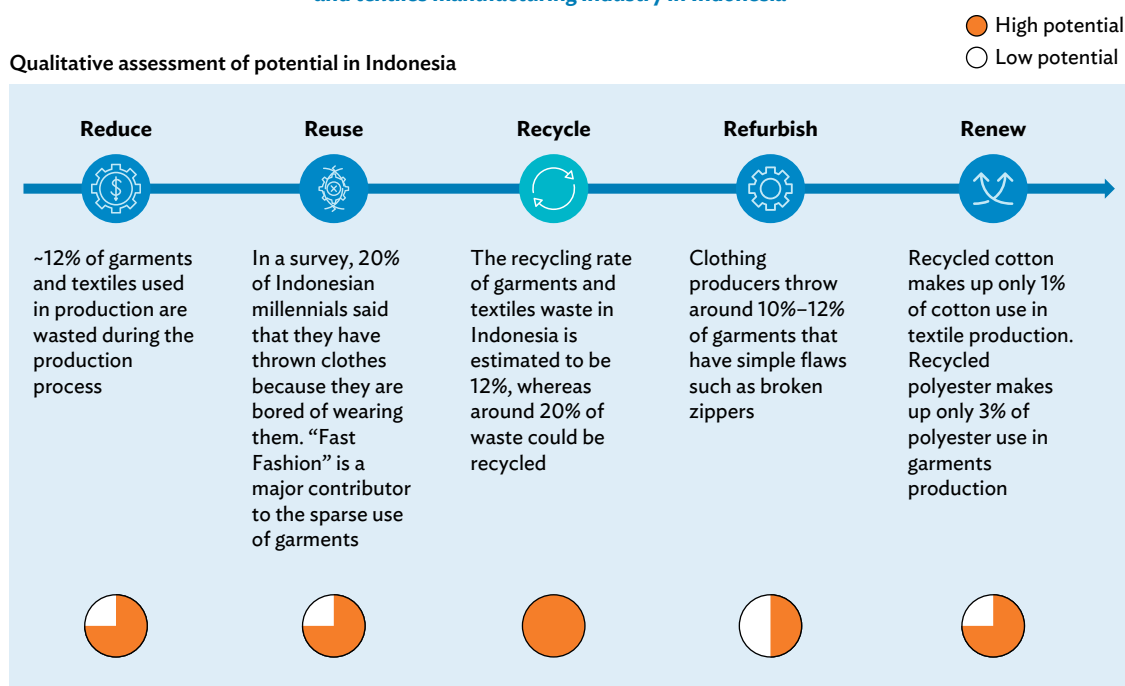 and textiles manufacturing industry in Indonesia
High potential
Low potential
Qualitative assessment of potential in Indonesia
Reduce
~12% of garments
and textiles used
in production are
wasted during the
production
process
Reuse
In a survey, 20%
of Indonesian
millennials said
that they have
thrown clothes
because they are
bored of wearing
them. “Fast
Fashion” is a
major contributor
to the sparse use
of garments
Recycle
The recycling rate
of garments and
textiles waste in
Indonesia is
estimated to be
12%, whereas
around 20% of
waste could be
recycled
Refurbish
Clothing
producers throw
around 10%–12%
of garments that
have simple flaws
such as broken
zippers
Renew
Recycled cotton
makes up only 1%
of cotton use in
textile production.
Recycled
polyester makes
up only 3% of
polyester use in
garments
production